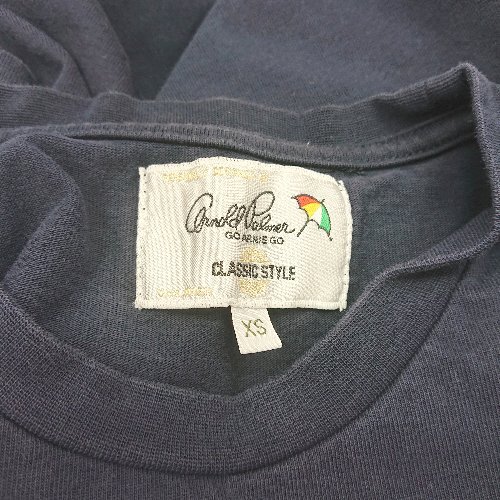 Arnold Palmer
GO ARNIE GO
CLASSIC STYLE
XS